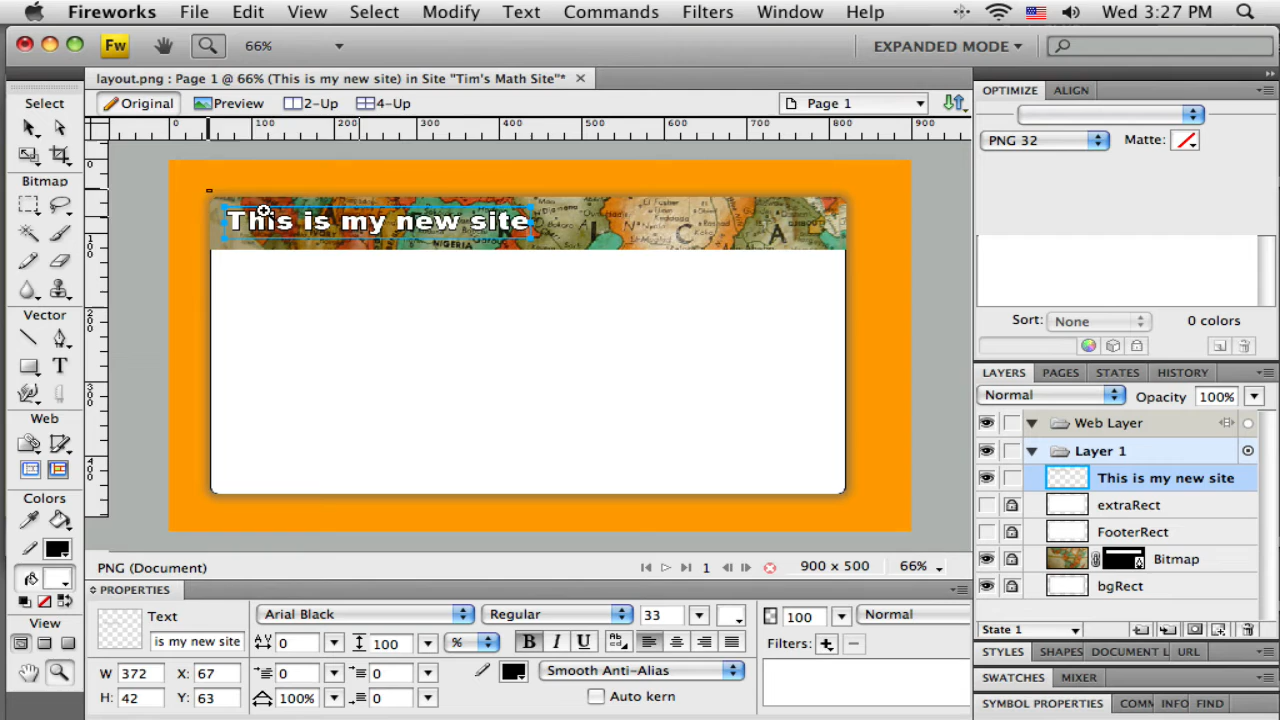 Fireworks File Edit View Select Modify Text Commands Filters Window Help Wed 3:27 PM
Fw 66% EXPANDED MODE
layout.png : Page 1 @ 66% (This is my new site) in Site "Tim's Math Site"*
Original Preview 2-Up 4-Up Page 1
0 100 200 300 400 500 600 700 800 900
0 100 200 300 400
Select
Bitmap
Vector
T
Web
Colors
View
This is my new site
NIGERIA
N C A
PNG (Document) 1 900 x 500 66%
OPTIMIZE ALIGN
PNG 32 Matte:
Sort: None 0 colors
LAYERS PAGES STATES HISTORY
Normal Opacity 100%
Web Layer
Layer 1
This is my new site
extraRect
FooterRect
Bitmap
bgRect
State 1
STYLES SHAPES DOCUMENT L URL
SWATCHES MIXER
SYMBOL PROPERTIES COMM INFO FIND
PROPERTIES
Text Arial Black Regular 33 100 Normal
is my new site 0 100 % B I U Filters:
W 372 X: 67 0 0 Smooth Anti-Alias
H: 42 Y: 63 100% 0 Auto kern